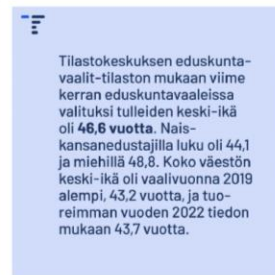 Tilastokeskuksen eduskunta-
vaalit-tilaston mukaan viime
kerran eduskuntavaaleissa
valituksi tulleiden keski-ikä
oli 46,6 vuotta. Nais-
kansanedustajilla luku oli 44,1
ja miehillä 48,8. Koko väestön
keski-ikä oli vaalivuonna 2019
alempi, 43,2 vuotta, ja tuo-
reimman vuoden 2022 tiedon
mukaan 43,7 vuotta.